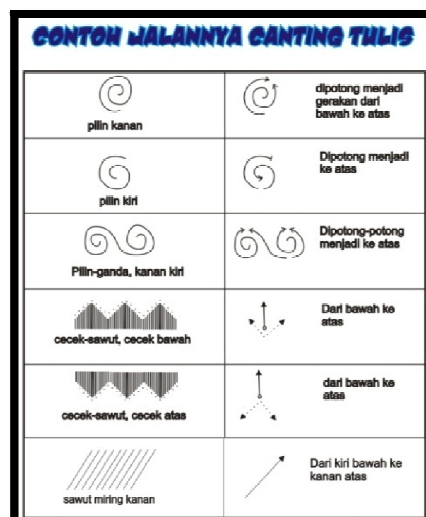 CONTOH JALANNYA CANTING TULIS
pilin kanan
dipotong menjadi
gerakan dari
bawah ke atas
pilin kiri
Dipotong menjadi
ke atas
Pilin-ganda, kanan kiri
Dipotong-potong
menjadi ke atas
cecek-sawut, cecek bawah
Dari bawah ke
atas
cecek-sawut, cecek atas
dari bawah ke
atas
sawut miring kanan
Dari kiri bawah ke
kanan atas